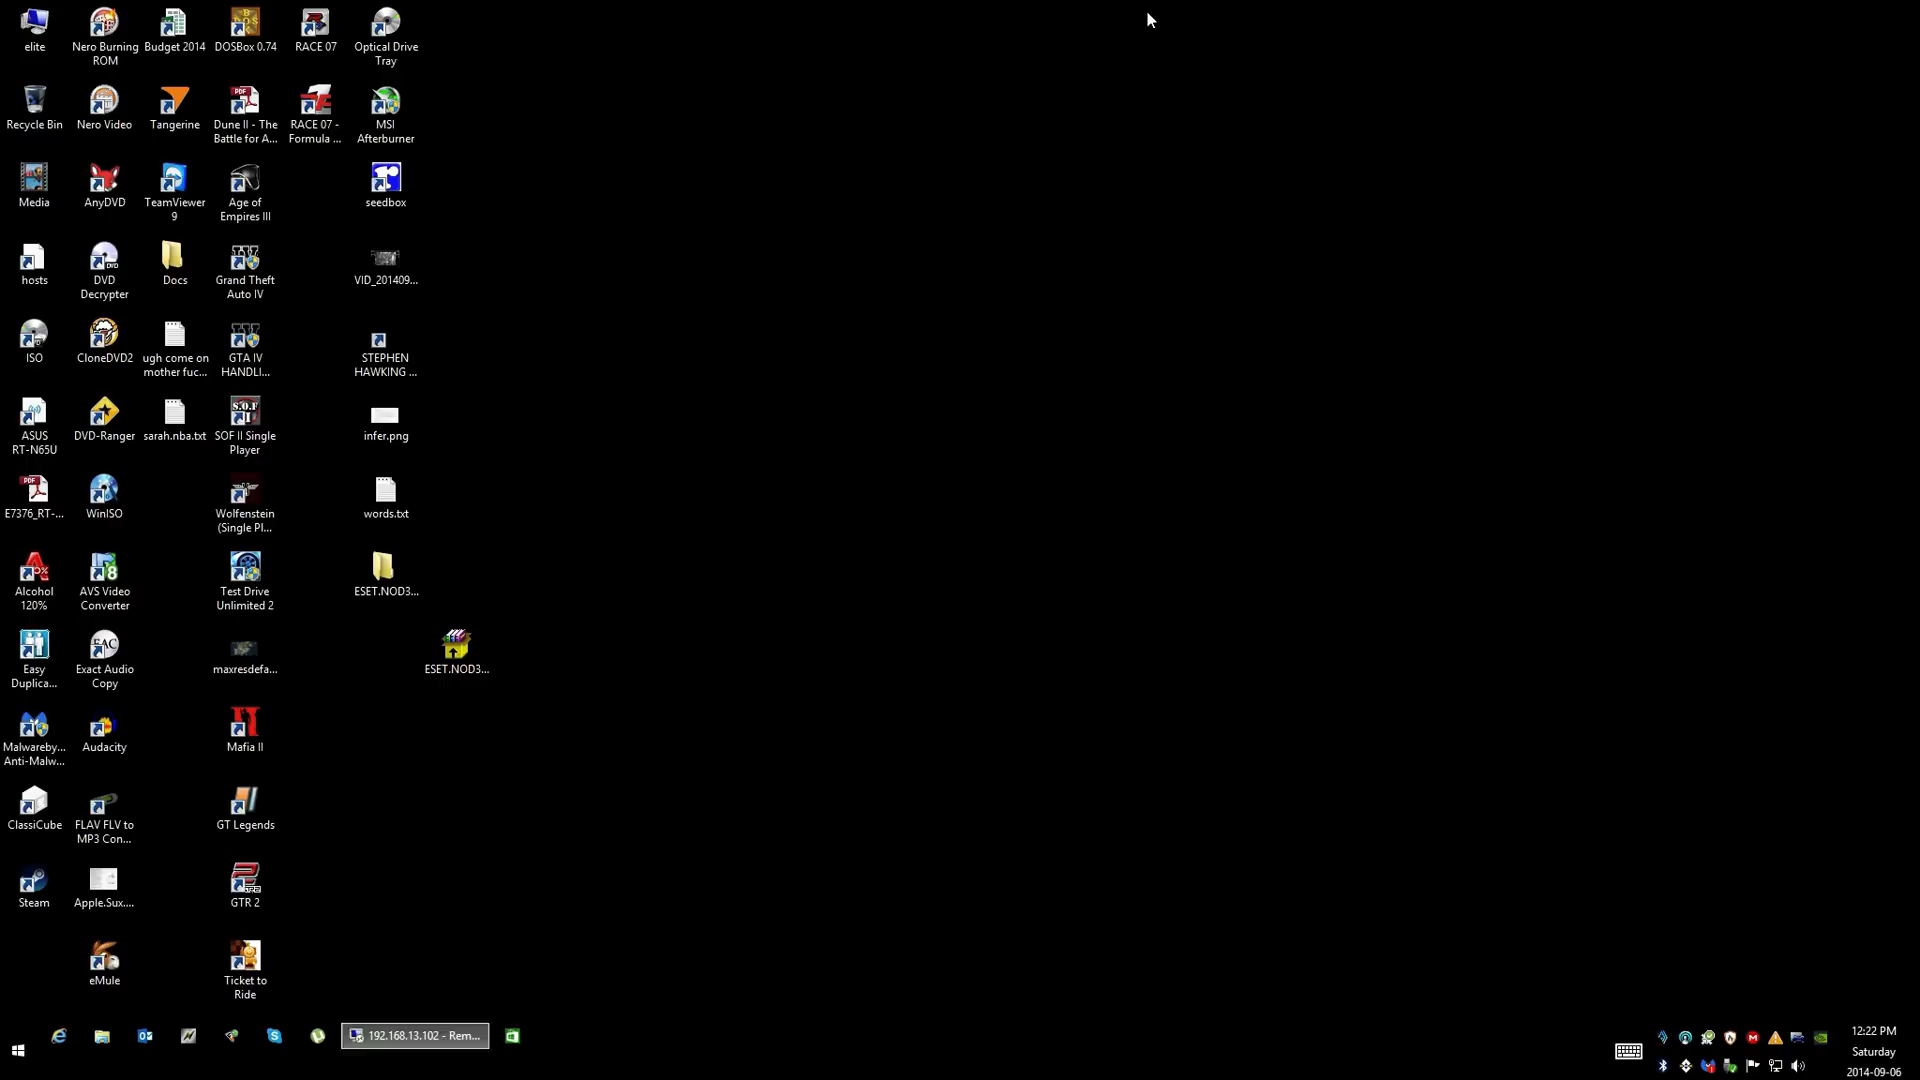 elite
Nero Burning
ROM
Budget 2014
DOSBox 0.74
RACE 07
Optical Drive
Tray
Recycle Bin
Nero Video
Tangerine
Dune II - The
Battle for A...
RACE 07 -
Formula ...
MSI
Afterburner
Media
AnyDVD
TeamViewer
9
Age of
Empires III
seedbox
hosts
DVD
Decrypter
Docs
Grand Theft
Auto IV
VID_201409...
ISO
CloneDVD2
ugh come on
mother fuc...
GTA IV
HANDLI...
STEPHEN
HAWKING ...
ASUS
RT-N65U
DVD-Ranger
sarah.nba.txt
SOF II Single
Player
infer.png
E7376_RT-...
WinISO
Wolfenstein
(Single Pl...
words.txt
Alcohol
120%
AVS Video
Converter
Test Drive
Unlimited 2
ESET.NOD3...
Easy
Duplica...
Exact Audio
Copy
maxresdefa...
ESET.NOD3...
Malwareby...
Anti-Malw...
Audacity
Mafia II
ClassiCube
FLAV FLV to
MP3 Con...
GT Legends
Steam
Apple.Sux....
GTR 2
eMule
Ticket to
Ride
192.168.13.102 - Rem...
12:22 PM
Saturday
2014-09-06